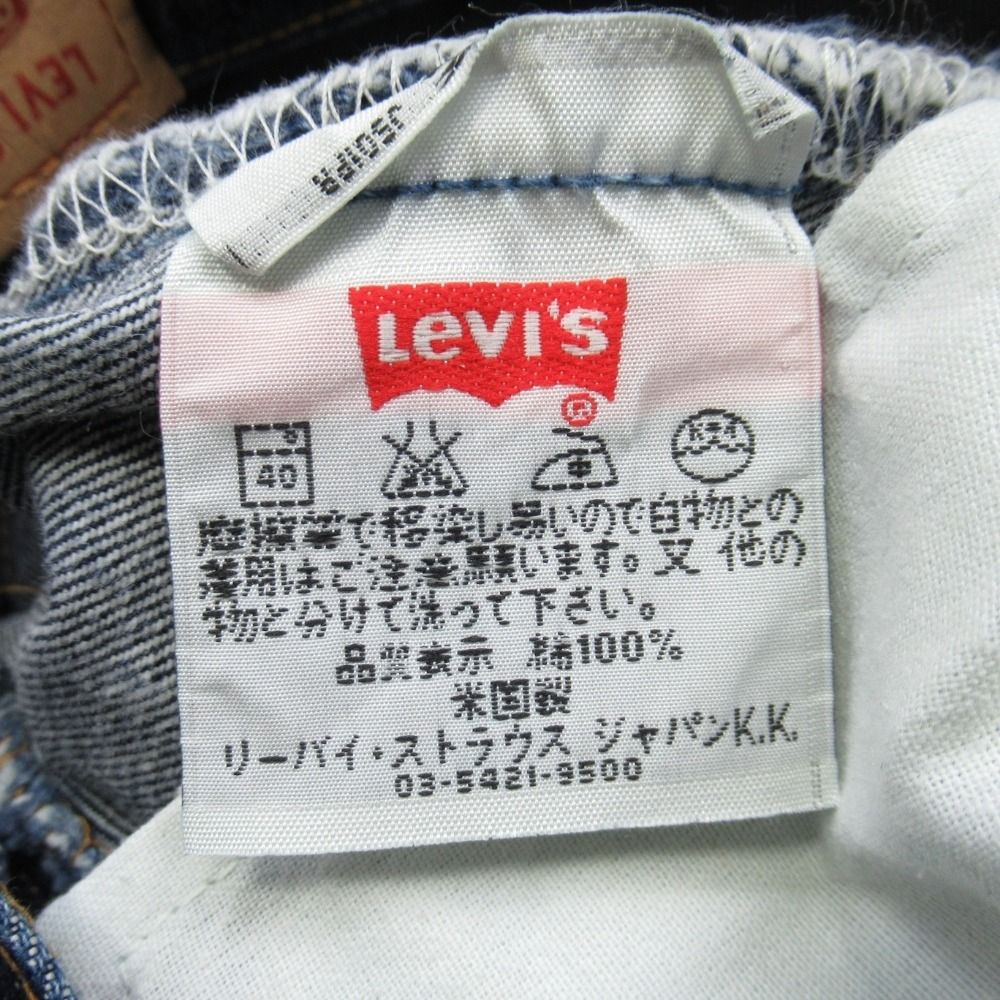 LEVI
JSOIPR
Levi's ®
40
摩擦等で移染し易いので白物との
着用はご注意願います。又 他の
物と分けて洗って下さい。
品質表示 綿100%
米国製
リーバイ・ストラウス ジャパンK.K.
03-5421-9500